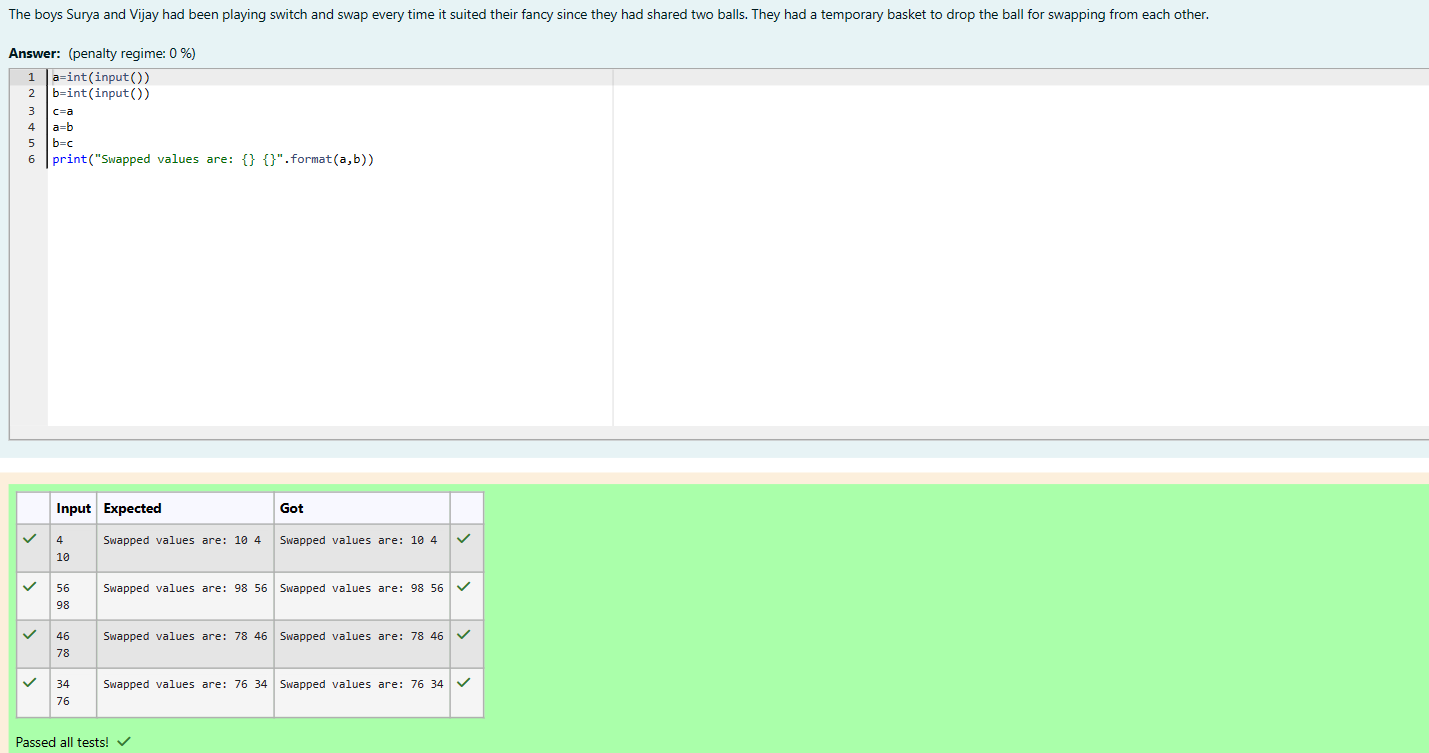 The boys Surya and Vijay had been playing switch and swap every time it suited their fancy since they had shared two balls. They had a temporary basket to drop the ball for swapping from each other.
Answer: (penalty regime: 0 %)
1 a=int(input())
2 b=int(input())
3 c=a
4 a=b
5 b=c
6 print("Swapped values are: {} {}".format(a,b))
Input Expected Got
4 Swapped values are: 10 4 Swapped values are: 10 4
10
56 Swapped values are: 98 56 Swapped values are: 98 56
98
46 Swapped values are: 78 46 Swapped values are: 78 46
78
34 Swapped values are: 76 34 Swapped values are: 76 34
76
Passed all tests!